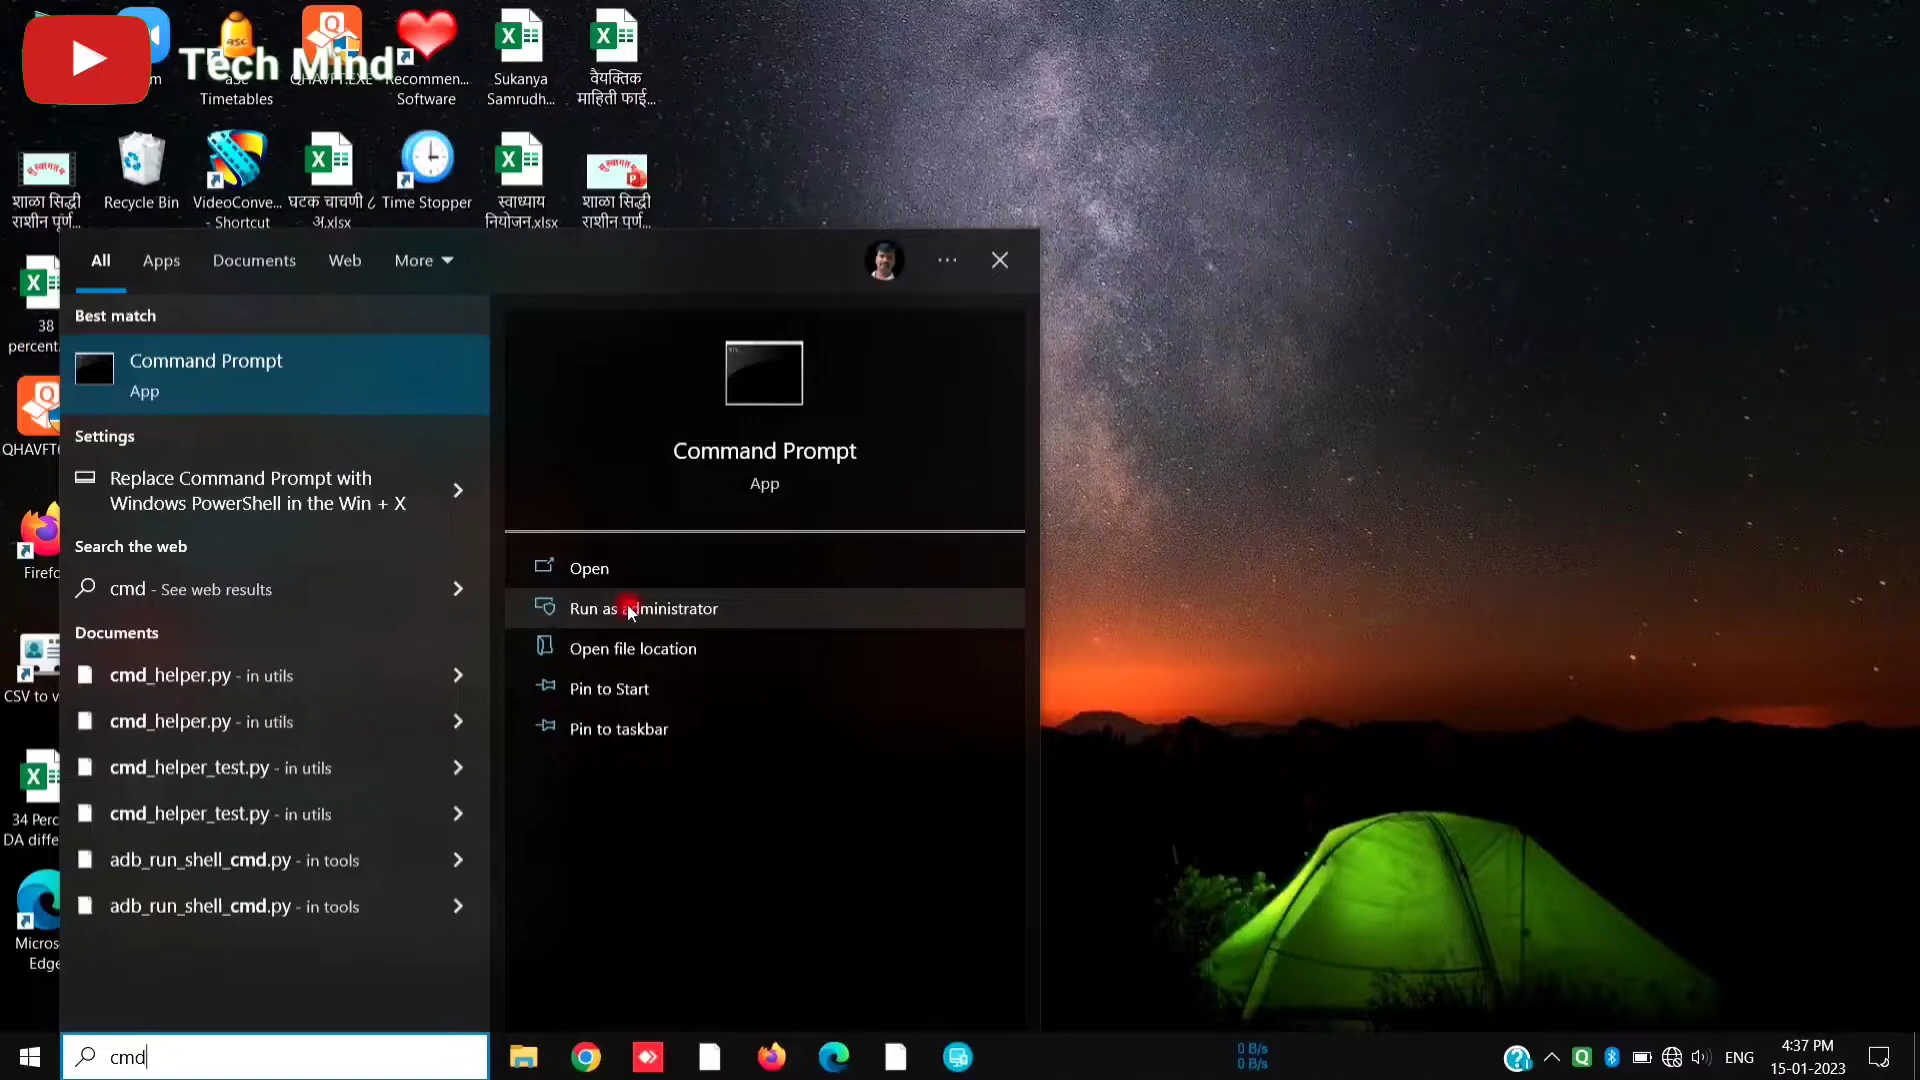 Tech Mind
aSc
Timetables
QHAVFT.EXE
Recommen...
Software
Sukanya
Samrudh...
वैयक्तिक
माहिती फाई...
शाळा सिद्धी
राशीन पूर्ण...
Recycle Bin
VideoConve...
- Shortcut
घटक चाचणी ८
अ.xlsx
Time Stopper
स्वाध्याय
नियोजन.xlsx
शाळा सिद्धी
राशीन पूर्ण...
38
percent.
QHAVFT
Firefo
CSV to v
34 Perc
DA diffe
Micros
Edge
All
Apps
Documents
Web
More
Best match
Command Prompt
App
Settings
Replace Command Prompt with
Windows PowerShell in the Win + X
Search the web
cmd - See web results
Documents
cmd_helper.py - in utils
cmd_helper.py - in utils
cmd_helper_test.py - in utils
cmd_helper_test.py - in utils
adb_run_shell_cmd.py - in tools
adb_run_shell_cmd.py - in tools
Command Prompt
App
Open
Run as administrator
Open file location
Pin to Start
Pin to taskbar
cmd
0 B/s
0 B/s
ENG
4:37 PM
15-01-2023